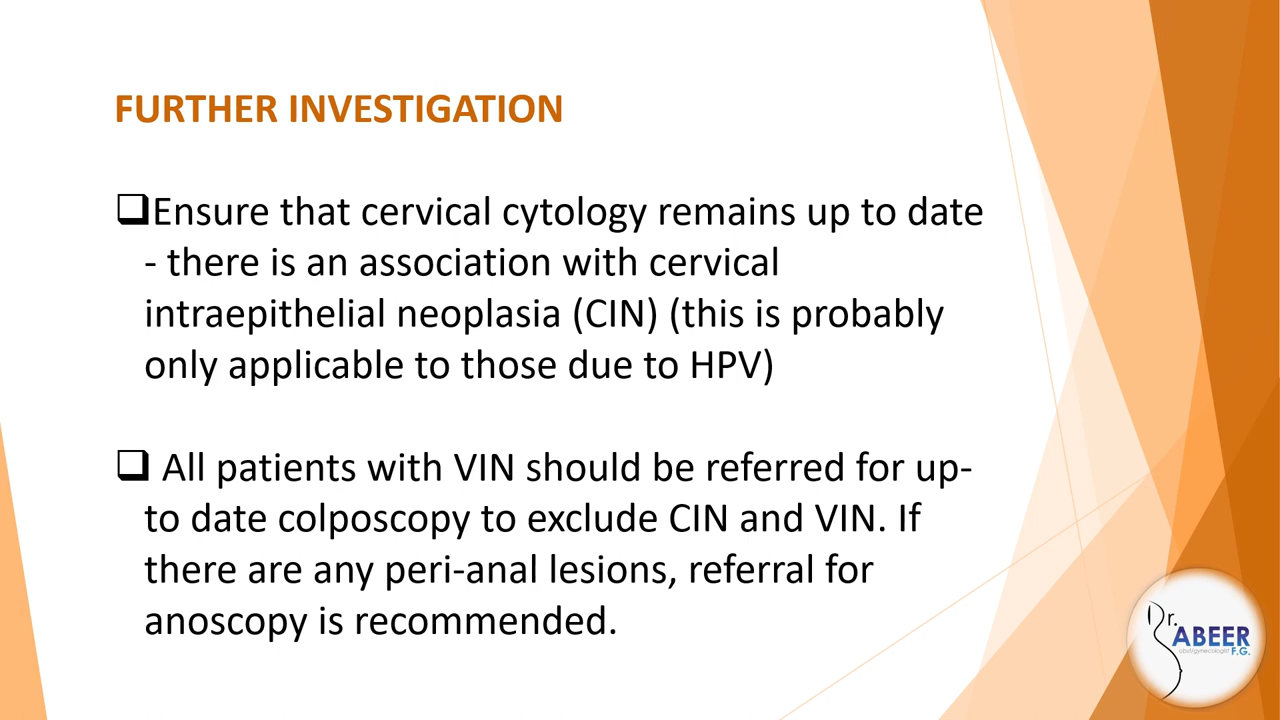 FURTHER INVESTIGATION
❑Ensure that cervical cytology remains up to date
- there is an association with cervical
intraepithelial neoplasia (CIN) (this is probably
only applicable to those due to HPV)
❑ All patients with VIN should be referred for up-
to date colposcopy to exclude CIN and VIN. If
there are any peri-anal lesions, referral for
anoscopy is recommended.
Dr.
ABEER
obst/gynecologist F.G.